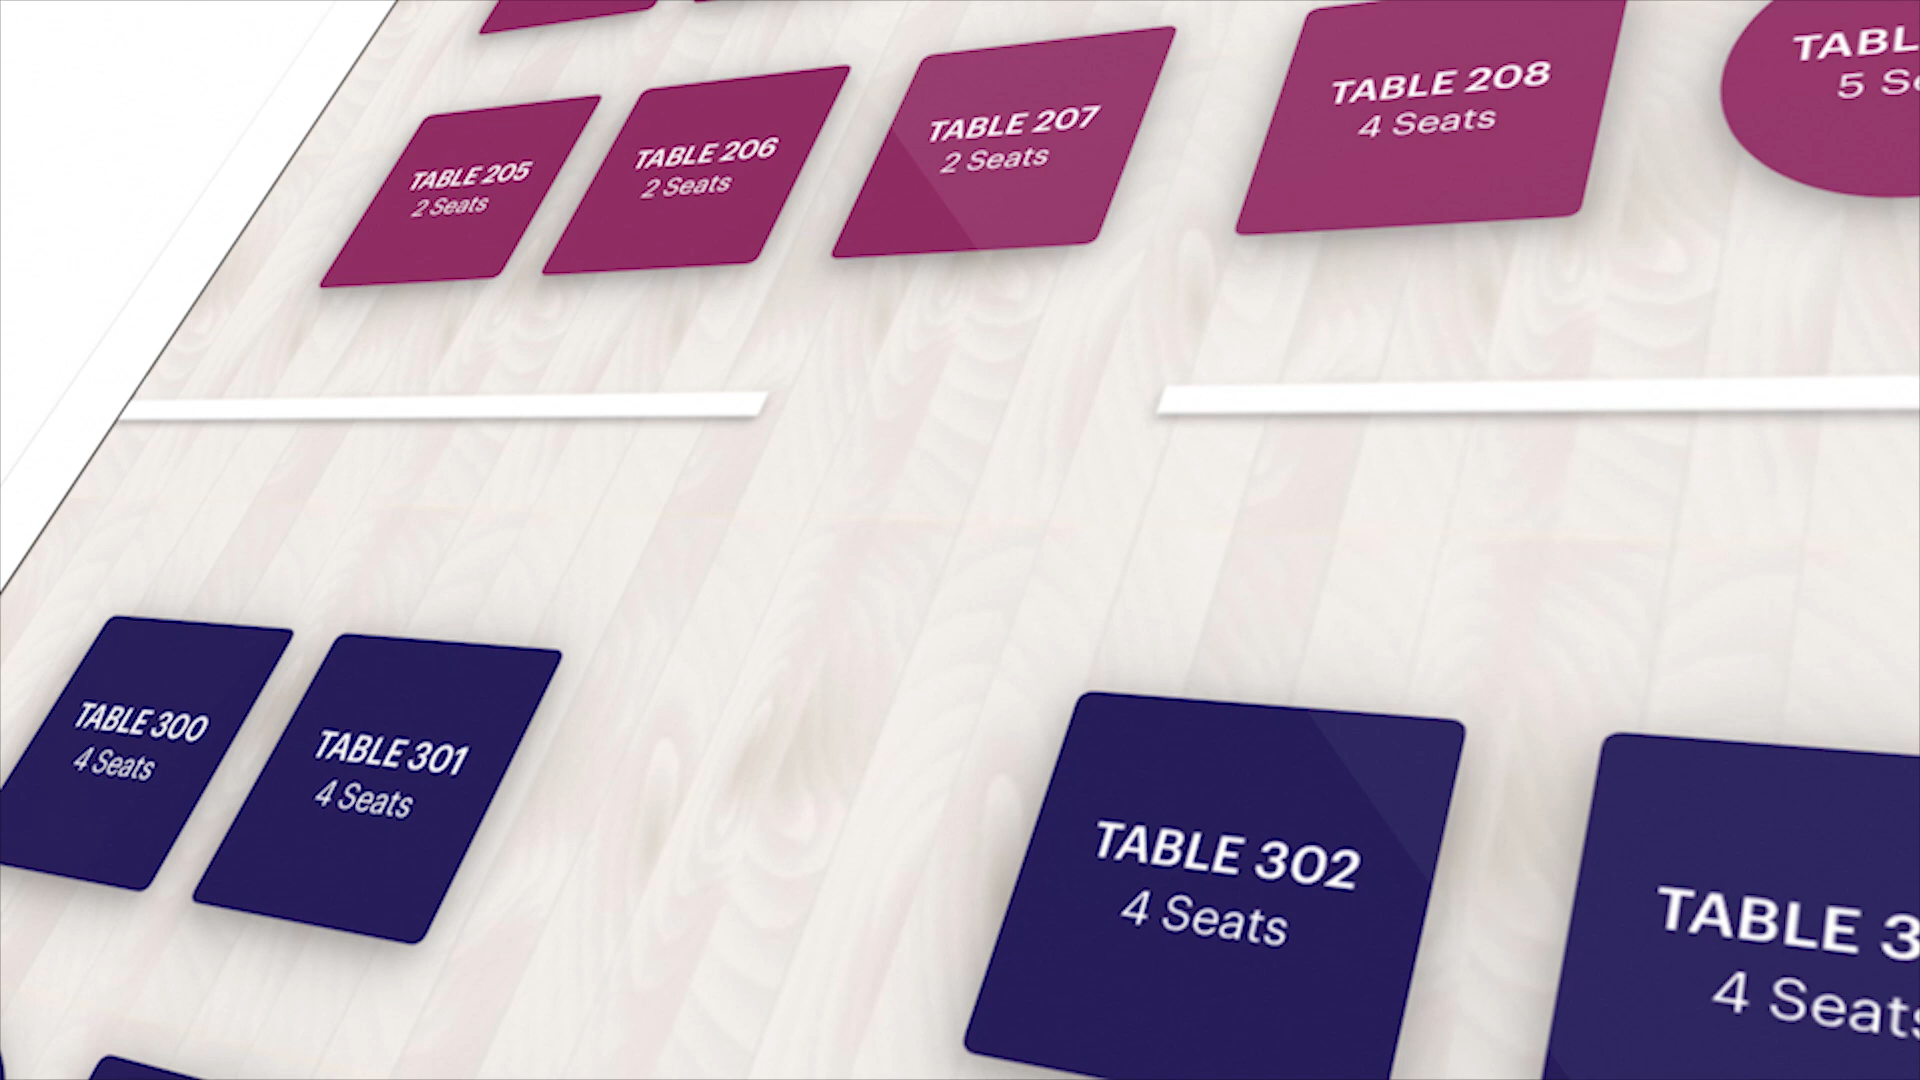 TABLE 205
2 Seats
TABLE 206
2 Seats
TABLE 207
2 Seats
TABLE 208
4 Seats
TABL
5 S
TABLE 300
4 Seats
TABLE 301
4 Seats
TABLE 302
4 Seats
TABLE 3
4 Seats